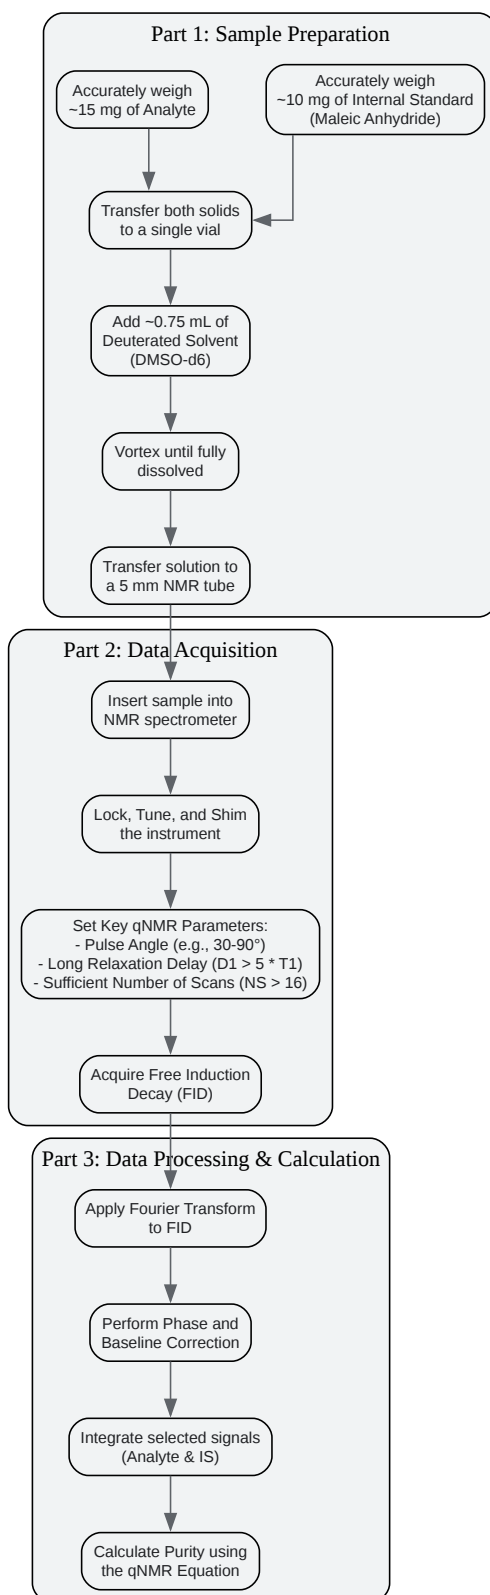 Part 1: Sample Preparation
Accurately weigh
~15 mg of Analyte
Accurately weigh
~10 mg of Internal Standard
(Maleic Anhydride)
Transfer both solids
to a single vial
Add ~0.75 mL of
Deuterated Solvent
(DMSO-d6)
Vortex until fully
dissolved
Transfer solution to
a 5 mm NMR tube
Part 2: Data Acquisition
Insert sample into
NMR spectrometer
Lock, Tune, and Shim
the instrument
Set Key qNMR Parameters:
- Pulse Angle (e.g., 30-90°)
- Long Relaxation Delay (D1 > 5 * T1)
- Sufficient Number of Scans (NS > 16)
Acquire Free Induction
Decay (FID)
Part 3: Data Processing & Calculation
Apply Fourier Transform
to FID
Perform Phase and
Baseline Correction
Integrate selected signals
(Analyte & IS)
Calculate Purity using
the qNMR Equation